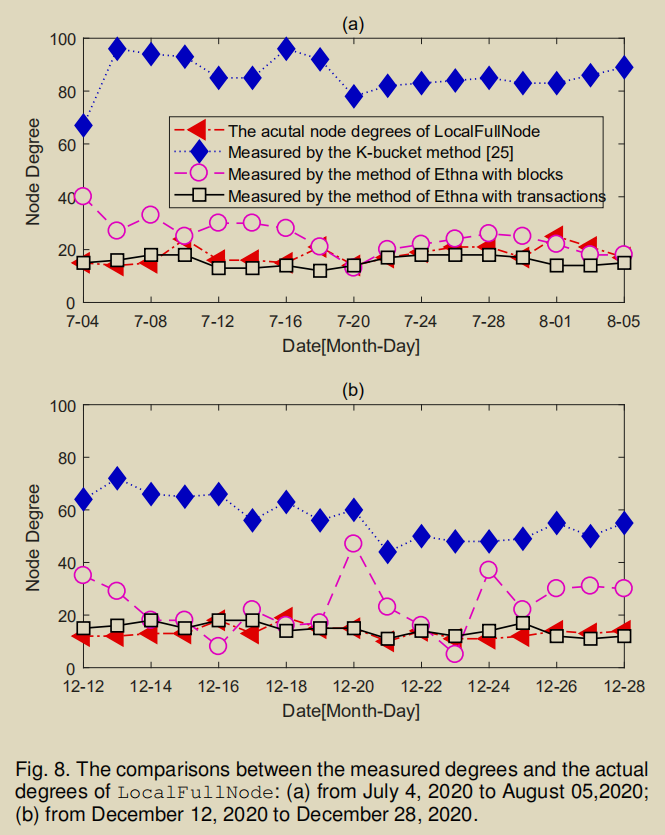 (a)
100
80
60
40
20
0
Node Degree
The acutal node degrees of LocalFullNode
Measured by the K-bucket method [25]
Measured by the method of Ethna with blocks
Measured by the method of Ethna with transactions
7-04 7-08 7-12 7-16 7-20 7-24 7-28 8-01 8-05
Date[Month-Day]
(b)
100
80
60
40
20
0
Node Degree
12-12 12-14 12-16 12-18 12-20 12-22 12-24 12-26 12-28
Date[Month-Day]
Fig. 8. The comparisons between the measured degrees and the actual
degrees of LocalFullNode: (a) from July 4, 2020 to August 05,2020;
(b) from December 12, 2020 to December 28, 2020.